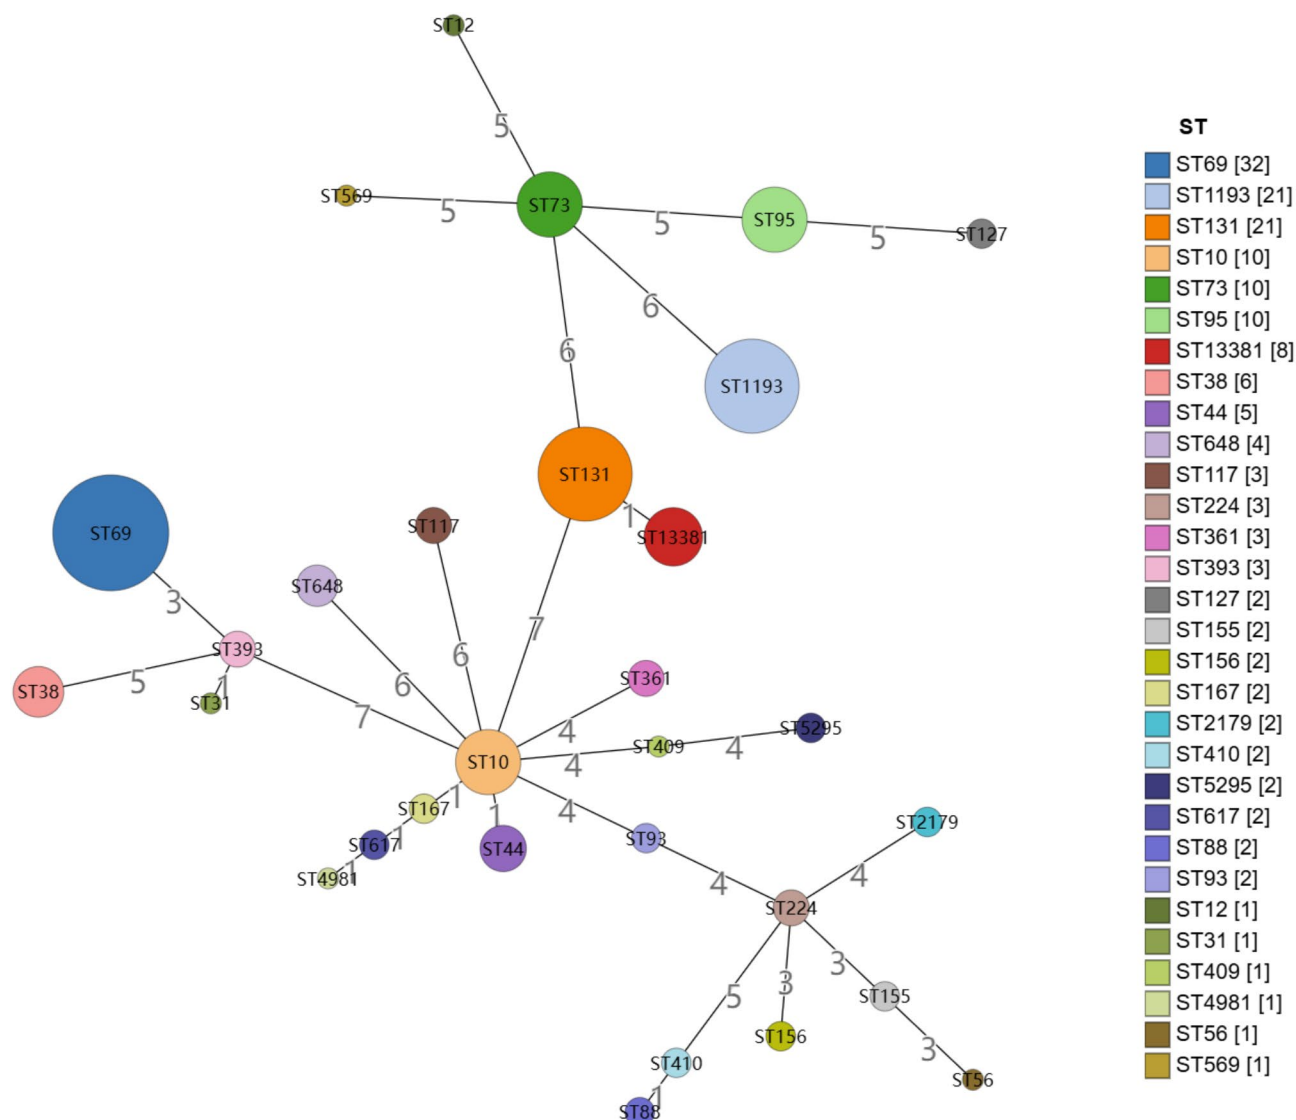 ST12
5
ST569
5
ST73
5
ST95
5
ST127
6
6
ST1193
ST131
1
ST13381
ST117
ST69
ST648
3
7
ST393
6
ST361
5
ST38
1
ST31
6
7
4
ST5295
ST409
4
4
ST10
1
ST167
1
4
1
ST617
ST44
ST93
ST2179
1
ST4981
4
4
ST224
3
3
5
ST155
ST156
3
ST410
ST56
1
ST88
ST
ST69 [32]
ST1193 [21]
ST131 [21]
ST10 [10]
ST73 [10]
ST95 [10]
ST13381 [8]
ST38 [6]
ST44 [5]
ST648 [4]
ST117 [3]
ST224 [3]
ST361 [3]
ST393 [3]
ST127 [2]
ST155 [2]
ST156 [2]
ST167 [2]
ST2179 [2]
ST410 [2]
ST5295 [2]
ST617 [2]
ST88 [2]
ST93 [2]
ST12 [1]
ST31 [1]
ST409 [1]
ST4981 [1]
ST56 [1]
ST569 [1]